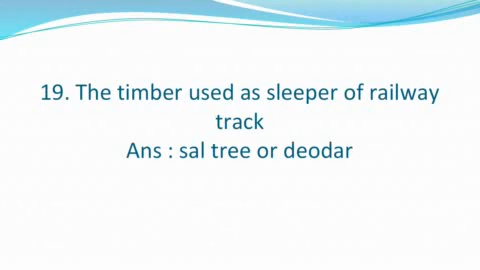 19. The timber used as sleeper of railway
track
Ans : sal tree or deodar